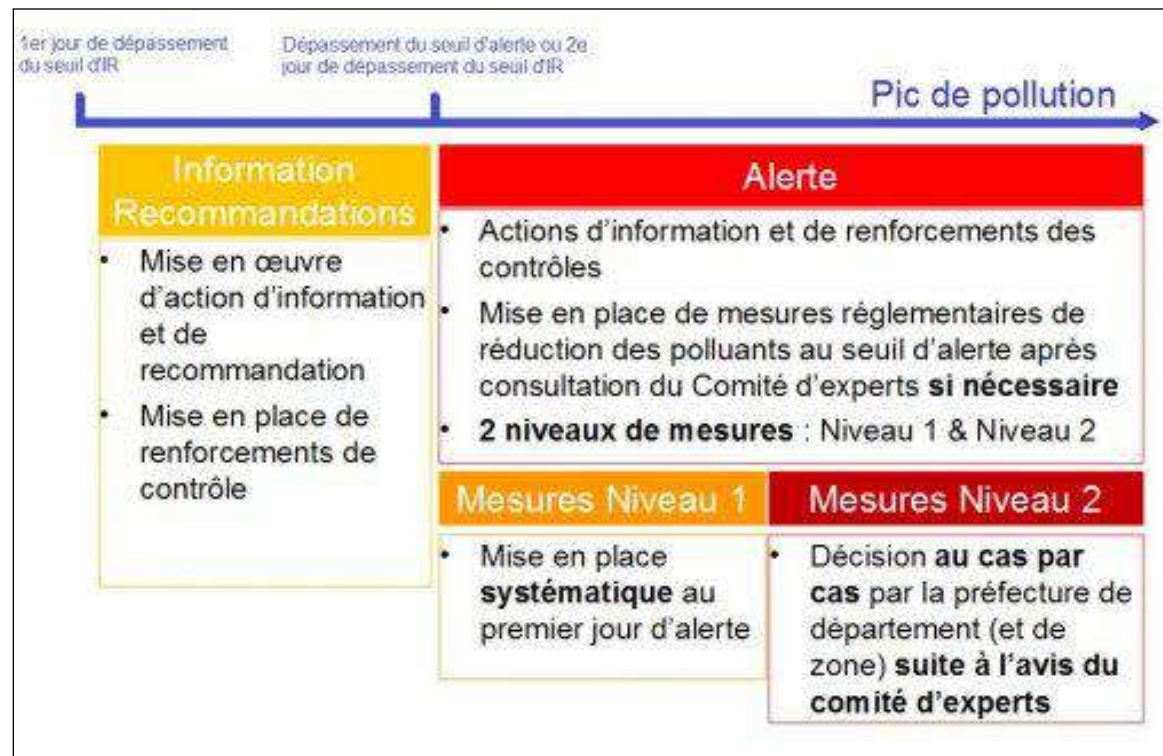 1er jour de dépassement
du seuil d'IR
Dépassement du seuil d'alerte ou 2e
jour de dépassement du seuil d'IR
Pic de pollution
Information
Recommandations
• Mise en œuvre
d'action d'information
et de
recommandation
• Mise en place de
renforcements de
contrôle
Alerte
• Actions d'information et de renforcements des
contrôles
• Mise en place de mesures réglementaires de
réduction des polluants au seuil d'alerte après
consultation du Comité d'experts si nécessaire
• 2 niveaux de mesures : Niveau 1 & Niveau 2
Mesures Niveau 1
• Mise en place
systématique au
premier jour d'alerte
Mesures Niveau 2
• Décision au cas par
cas par la préfecture de
département (et de
zone) suite à l'avis du
comité d'experts